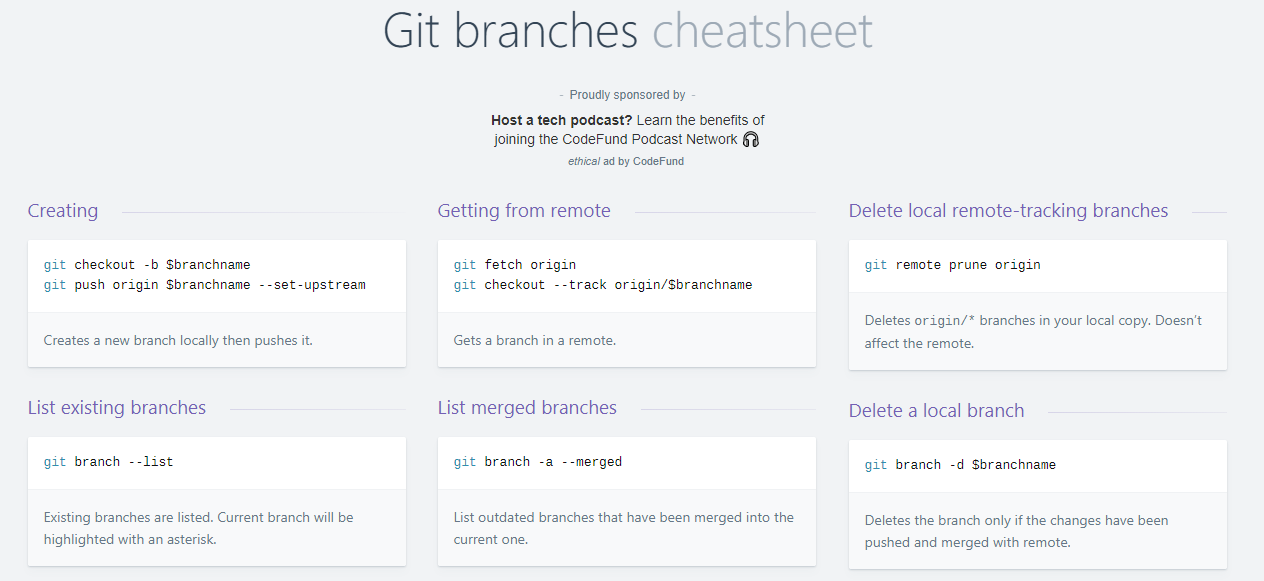 Git branches cheatsheet
- Proudly sponsored by -
Host a tech podcast? Learn the benefits of
joining the CodeFund Podcast Network 🎧
ethical ad by CodeFund
Creating
git checkout -b $branchname
git push origin $branchname --set-upstream
Creates a new branch locally then pushes it.
Getting from remote
git fetch origin
git checkout --track origin/$branchname
Gets a branch in a remote.
Delete local remote-tracking branches
git remote prune origin
Deletes origin/* branches in your local copy. Doesn’t
affect the remote.
List existing branches
git branch --list
Existing branches are listed. Current branch will be
highlighted with an asterisk.
List merged branches
git branch -a --merged
List outdated branches that have been merged into the
current one.
Delete a local branch
git branch -d $branchname
Deletes the branch only if the changes have been
pushed and merged with remote.